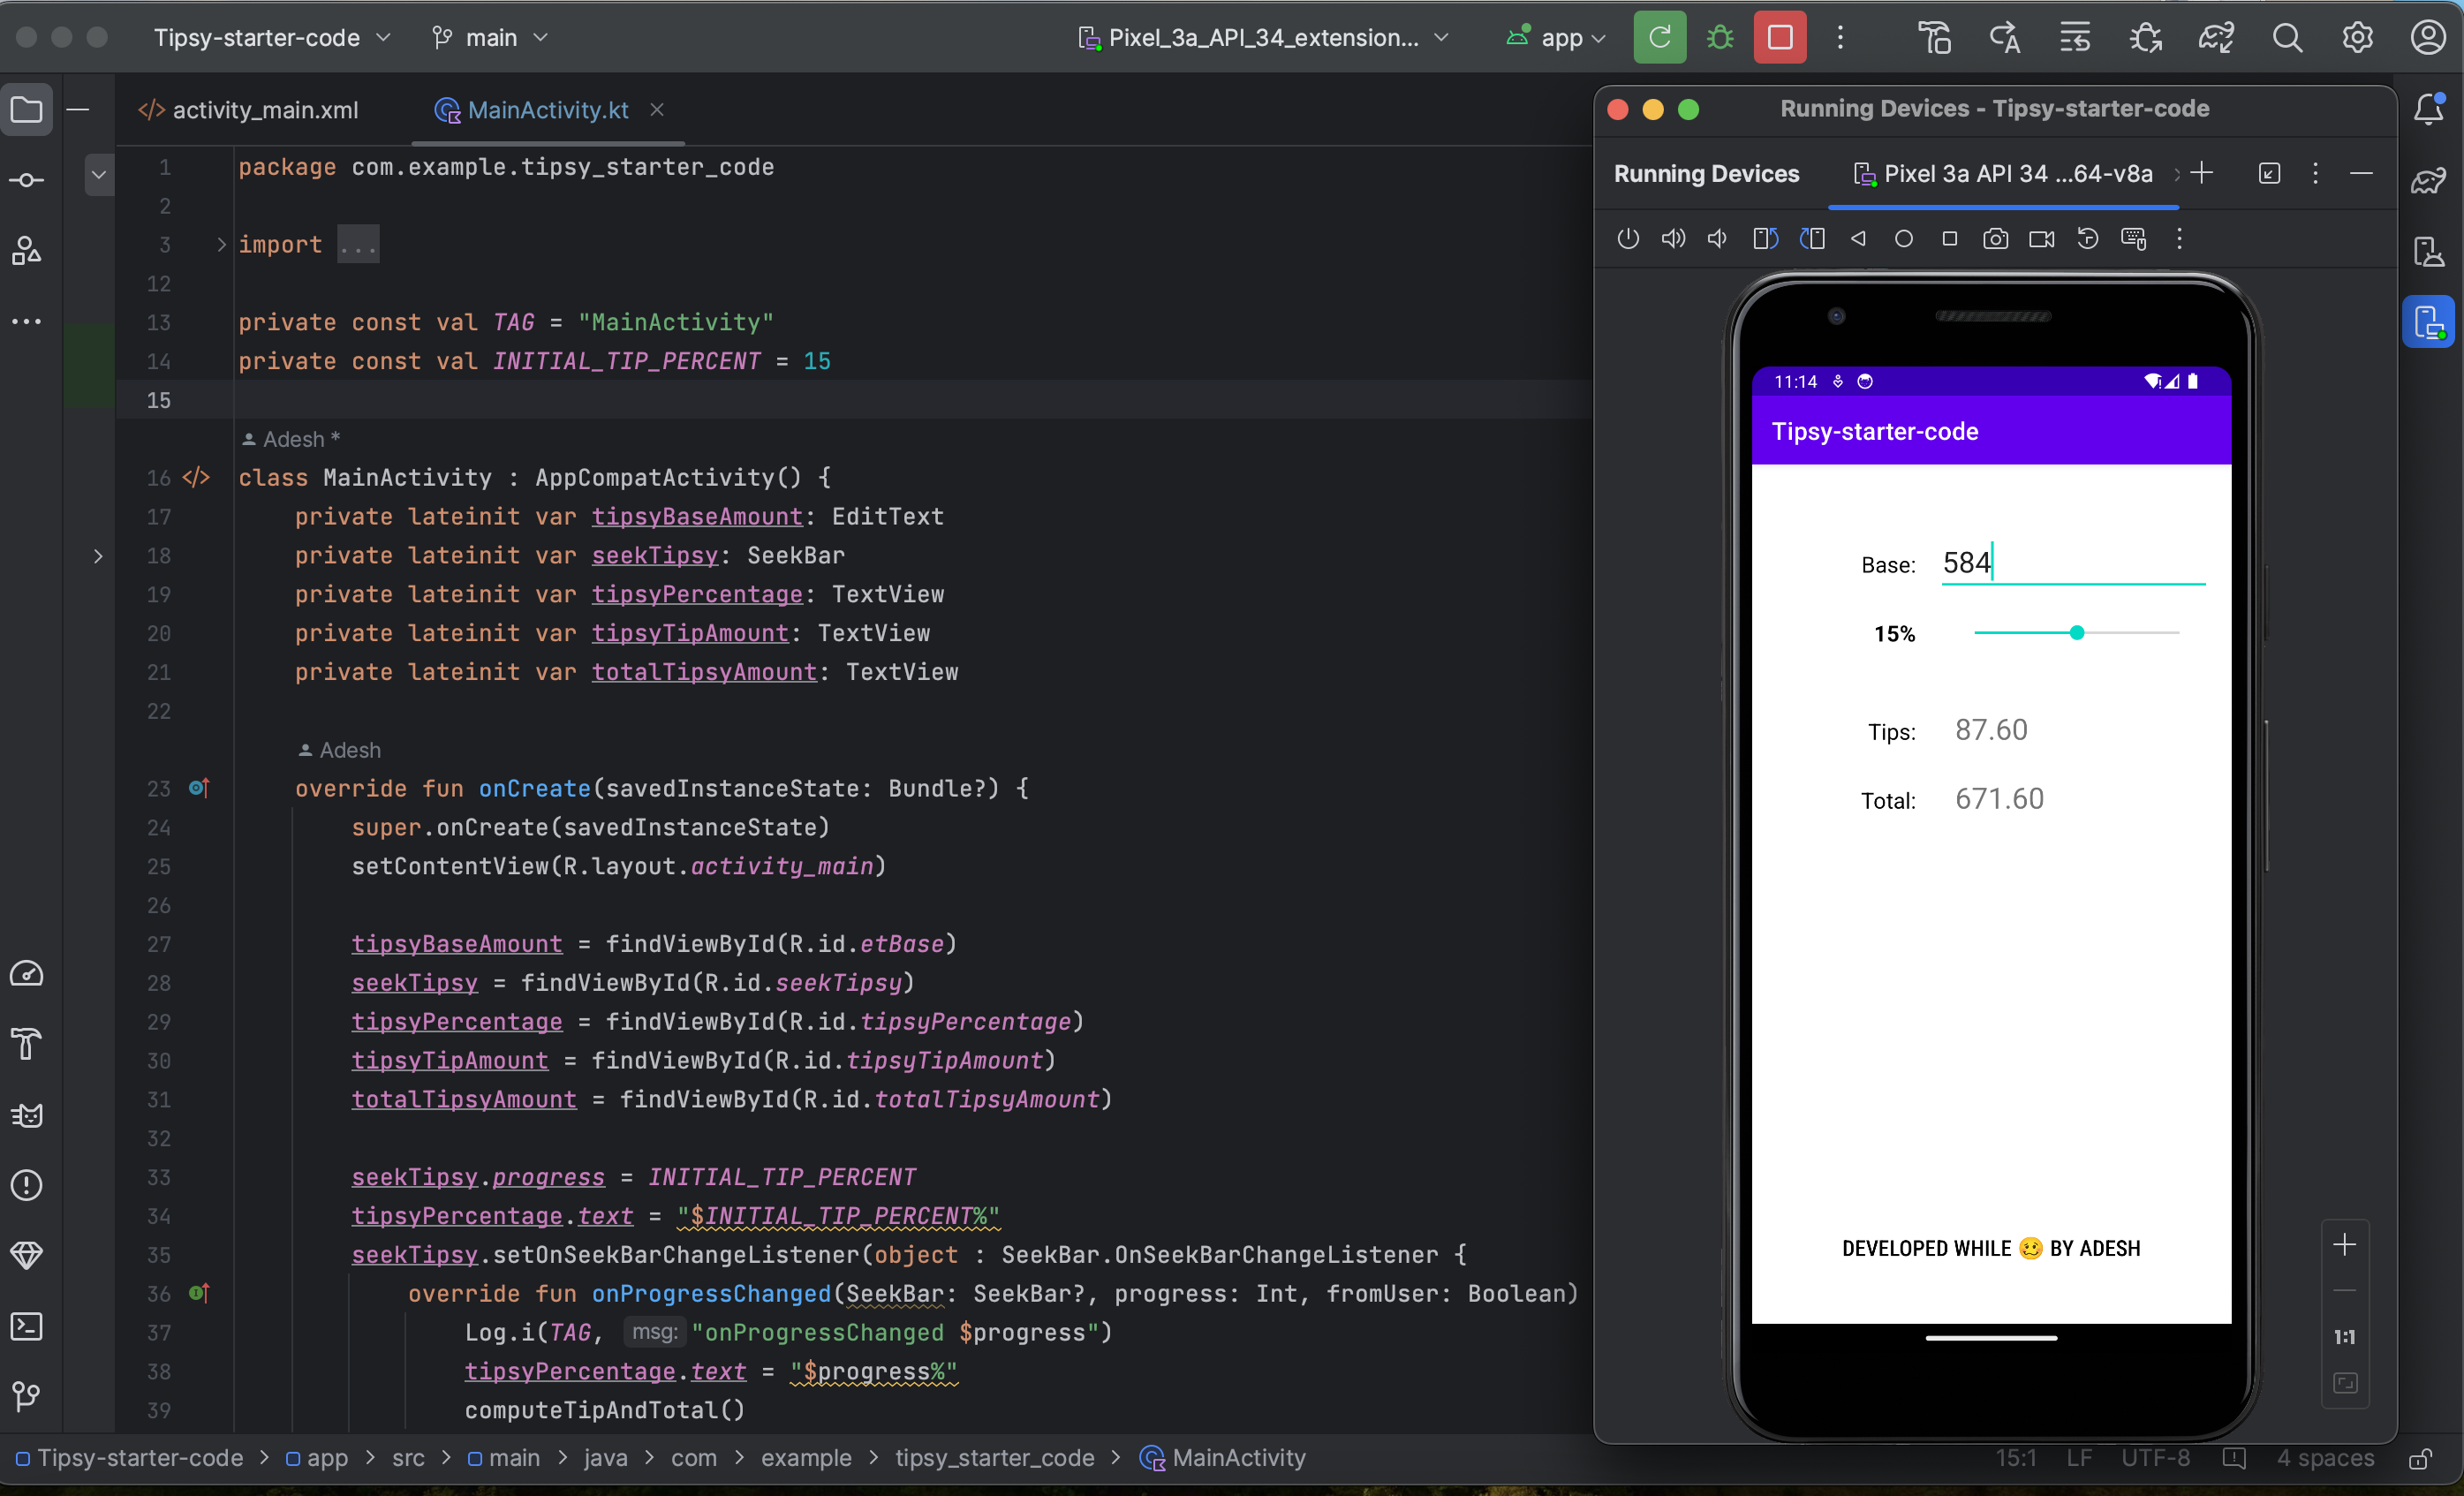 Tipsy-starter-code
main
Pixel_3a_API_34_extension...
app
activity_main.xml
MainActivity.kt
1 package com.example.tipsy_starter_code
2
3 import ...
12
13 private const val TAG = "MainActivity"
14 private const val INITIAL_TIP_PERCENT = 15
15
Adesh *
16 class MainActivity : AppCompatActivity() {
17 private lateinit var tipsyBaseAmount: EditText
18 private lateinit var seekTipsy: SeekBar
19 private lateinit var tipsyPercentage: TextView
20 private lateinit var tipsyTipAmount: TextView
21 private lateinit var totalTipsyAmount: TextView
22
Adesh
23 override fun onCreate(savedInstanceState: Bundle?) {
24 super.onCreate(savedInstanceState)
25 setContentView(R.layout.activity_main)
26
27 tipsyBaseAmount = findViewById(R.id.etBase)
28 seekTipsy = findViewById(R.id.seekTipsy)
29 tipsyPercentage = findViewById(R.id.tipsyPercentage)
30 tipsyTipAmount = findViewById(R.id.tipsyTipAmount)
31 totalTipsyAmount = findViewById(R.id.totalTipsyAmount)
32
33 seekTipsy.progress = INITIAL_TIP_PERCENT
34 tipsyPercentage.text = "$INITIAL_TIP_PERCENT%"
35 seekTipsy.setOnSeekBarChangeListener(object : SeekBar.OnSeekBarChangeListener {
36 override fun onProgressChanged(SeekBar: SeekBar?, progress: Int, fromUser: Boolean)
37 Log.i(TAG, msg: "onProgressChanged $progress")
38 tipsyPercentage.text = "$progress%"
39 computeTipAndTotal()
Running Devices - Tipsy-starter-code
Running Devices
Pixel 3a API 34 ...64-v8a
11:14
Tipsy-starter-code
Base: 584
15%
Tips: 87.60
Total: 671.60
DEVELOPED WHILE 🥴 BY ADESH
1:1
Tipsy-starter-code > app > src > main > java > com > example > tipsy_starter_code > MainActivity
15:1 LF UTF-8 4 spaces